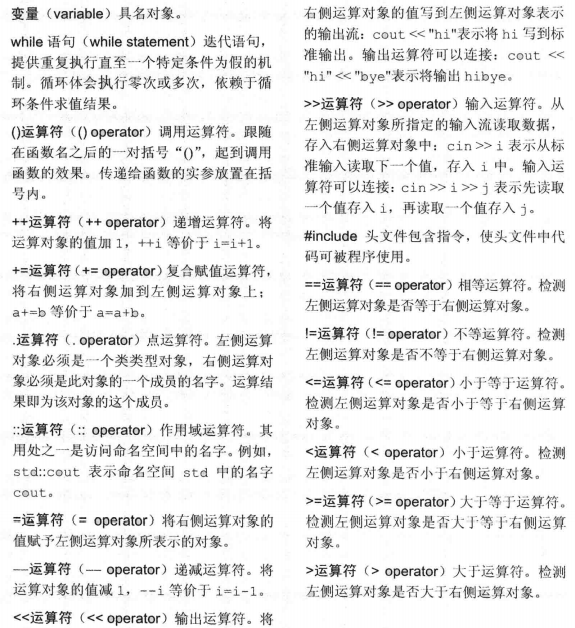 变量（variable）具名对象。
while 语句（while statement）迭代语句，
提供重复执行直至一个特定条件为假的机
制。循环体会执行零次或多次，依赖于循
环条件求值结果。
()运算符（() operator）调用运算符。跟随
在函数名之后的一对括号“()”，起到调用
函数的效果。传递给函数的实参放置在括
号内。
++运算符（++ operator）递增运算符。将
运算对象的值加 1，++i 等价于 i=i+1。
+=运算符（+= operator）复合赋值运算符，
将右侧运算对象加到左侧运算对象上；
a+=b 等价于 a=a+b。
.运算符（. operator）点运算符。左侧运算
对象必须是一个类类型对象，右侧运算对
象必须是此对象的一个成员的名字。运算结
果即为该对象的这个成员。
::运算符（:: operator）作用域运算符。其
用处之一是访问命名空间中的名字。例如，
std::cout 表示命名空间 std 中的名字
cout。
=运算符（= operator）将右侧运算对象的
值赋予左侧运算对象所表示的对象。
--运算符（-- operator）递减运算符。将
运算对象的值减 1，--i 等价于 i=i-1。
<<运算符（<< operator）输出运算符。将
右侧运算对象的值写到左侧运算对象表示
的输出流：cout << "hi"表示将 hi 写到标
准输出。输出运算符可以连接：cout <<
"hi" << "bye"表示将输出 hibye。
>>运算符（>> operator）输入运算符。从
左侧运算对象所指定的输入流读取数据，
存入右侧运算对象中：cin >> i 表示从标
准输入读取下一个值，存入 i 中。输入运
算符可以连接：cin >> i >> j 表示先读取
一个值存入 i，再读取一个值存入 j。
#include 头文件包含指令，使头文件中代
码可被程序使用。
==运算符（== operator）相等运算符。检测
左侧运算对象是否等于右侧运算对象。
!=运算符（!= operator）不等运算符。检测
左侧运算对象是否不等于右侧运算对象。
<=运算符（<= operator）小于等于运算符。
检测左侧运算对象是否小于等于右侧运算
对象。
<运算符（< operator）小于运算符。检测
左侧运算对象是否小于右侧运算对象。
>=运算符（>= operator）大于等于运算符。
检测左侧运算对象是否大于等于右侧运算
对象。
>运算符（> operator）大于运算符。检测
左侧运算对象是否大于右侧运算对象。